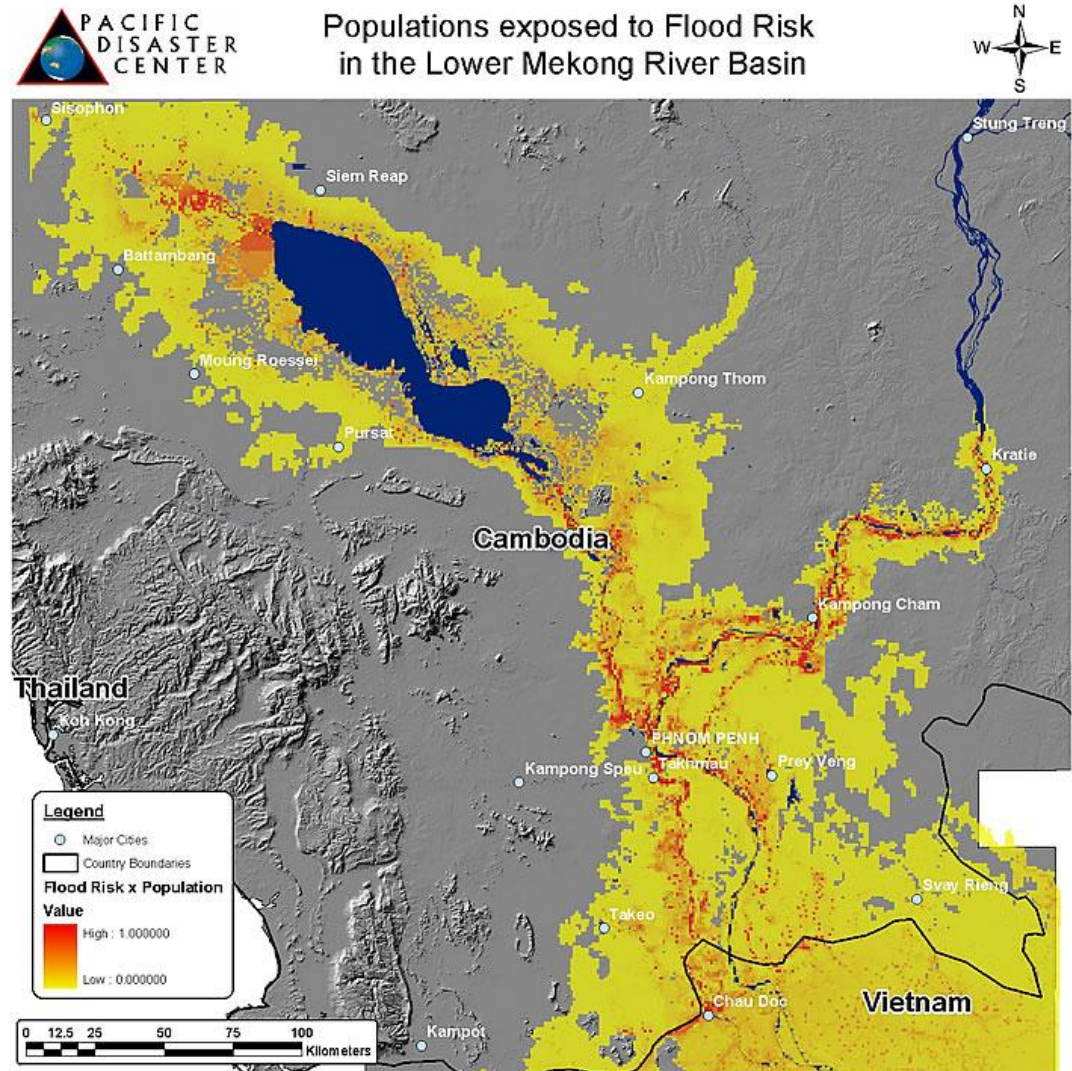 PACIFIC
DISASTER
CENTER
Populations exposed to Flood Risk
in the Lower Mekong River Basin
N
W
E
S
Sisophon
Stung Treng
Siem Reap
Battambang
Moung Roessei
Kampong Thom
Pursat
Kratie
Cambodia
Kampong Cham
Thailand
Koh Kong
PHNOM PENH
Kampong Speu
Takhmau
Prey Veng
Svay Rieng
Takeo
Chau Doc
Vietnam
Kampot
Legend
Major Cities
Country Boundaries
Flood Risk x Population
Value
High : 1.000000
Low : 0.000000
0 12.5 25 50 75 100
Kilometers